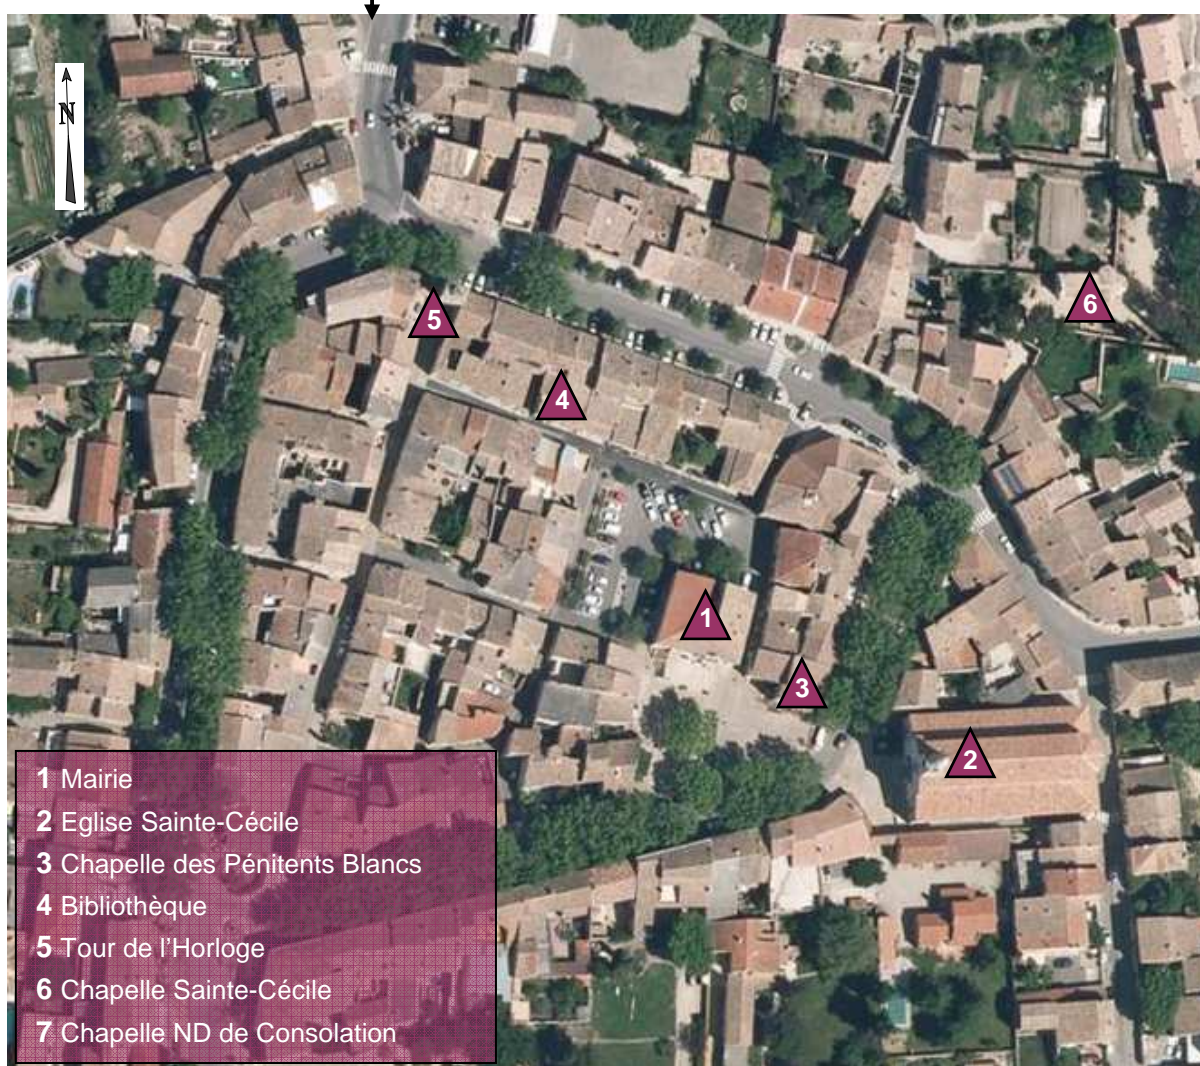 N
6
5
4
1
3
2
1 Mairie
2 Eglise Sainte-Cécile
3 Chapelle des Pénitents Blancs
4 Bibliothèque
5 Tour de l'Horloge
6 Chapelle Sainte-Cécile
7 Chapelle ND de Consolation